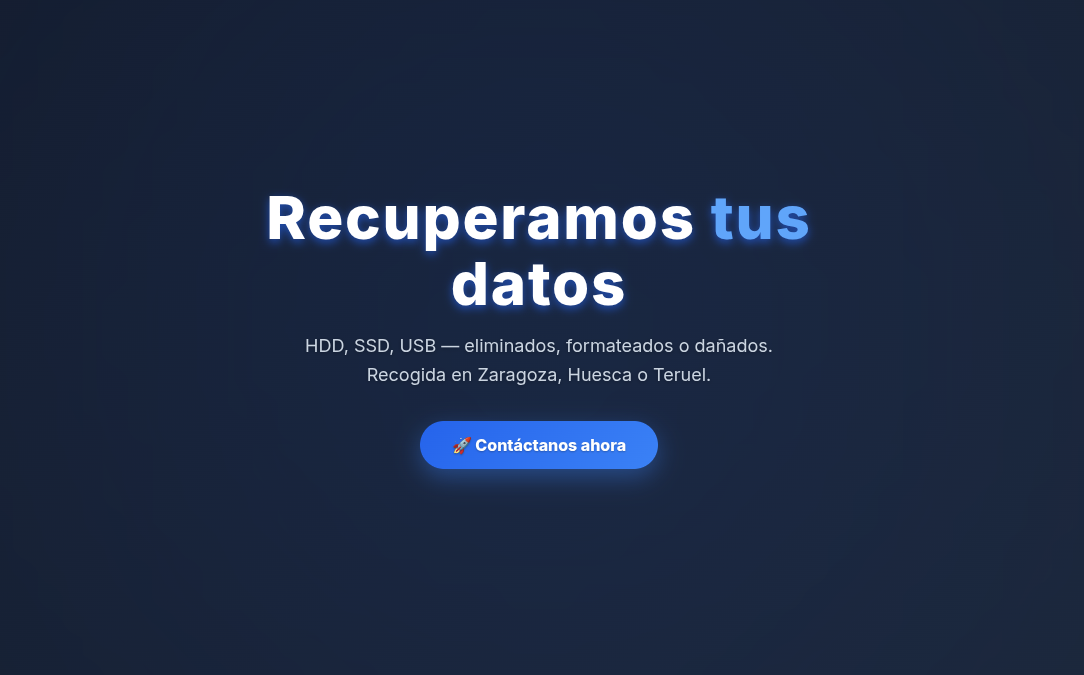 Recuperamos tus
datos
HDD, SSD, USB — eliminados, formateados o dañados.
Recogida en Zaragoza, Huesca o Teruel.
🚀 Contáctanos ahora